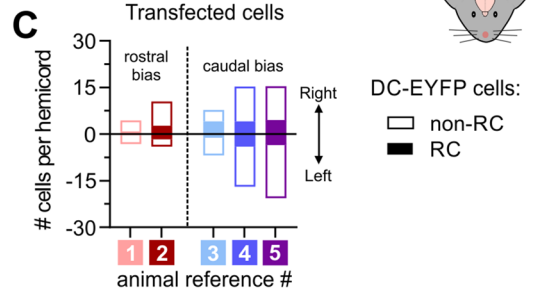 C
Transfected cells
# cells per hemicord
30
15
0
-15
-30
rostral
bias
caudal bias
Right
Left
1 2 3 4 5
animal reference #
DC-EYFP cells:
non-RC
RC